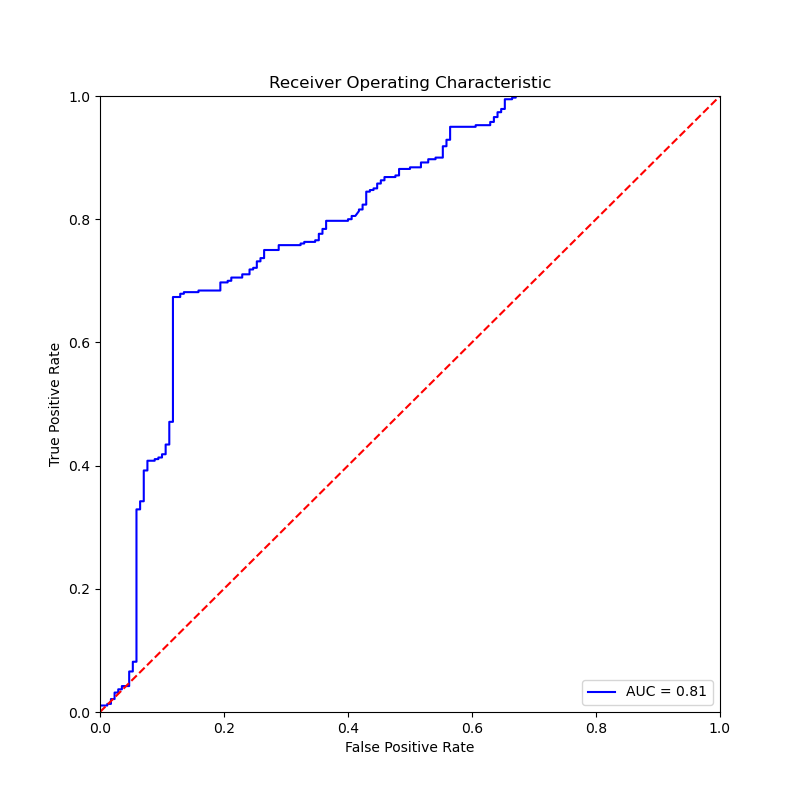 Receiver Operating Characteristic
1.0
0.8
0.6
0.4
0.2
0.0
True Positive Rate
AUC = 0.81
0.0 0.2 0.4 0.6 0.8 1.0
False Positive Rate